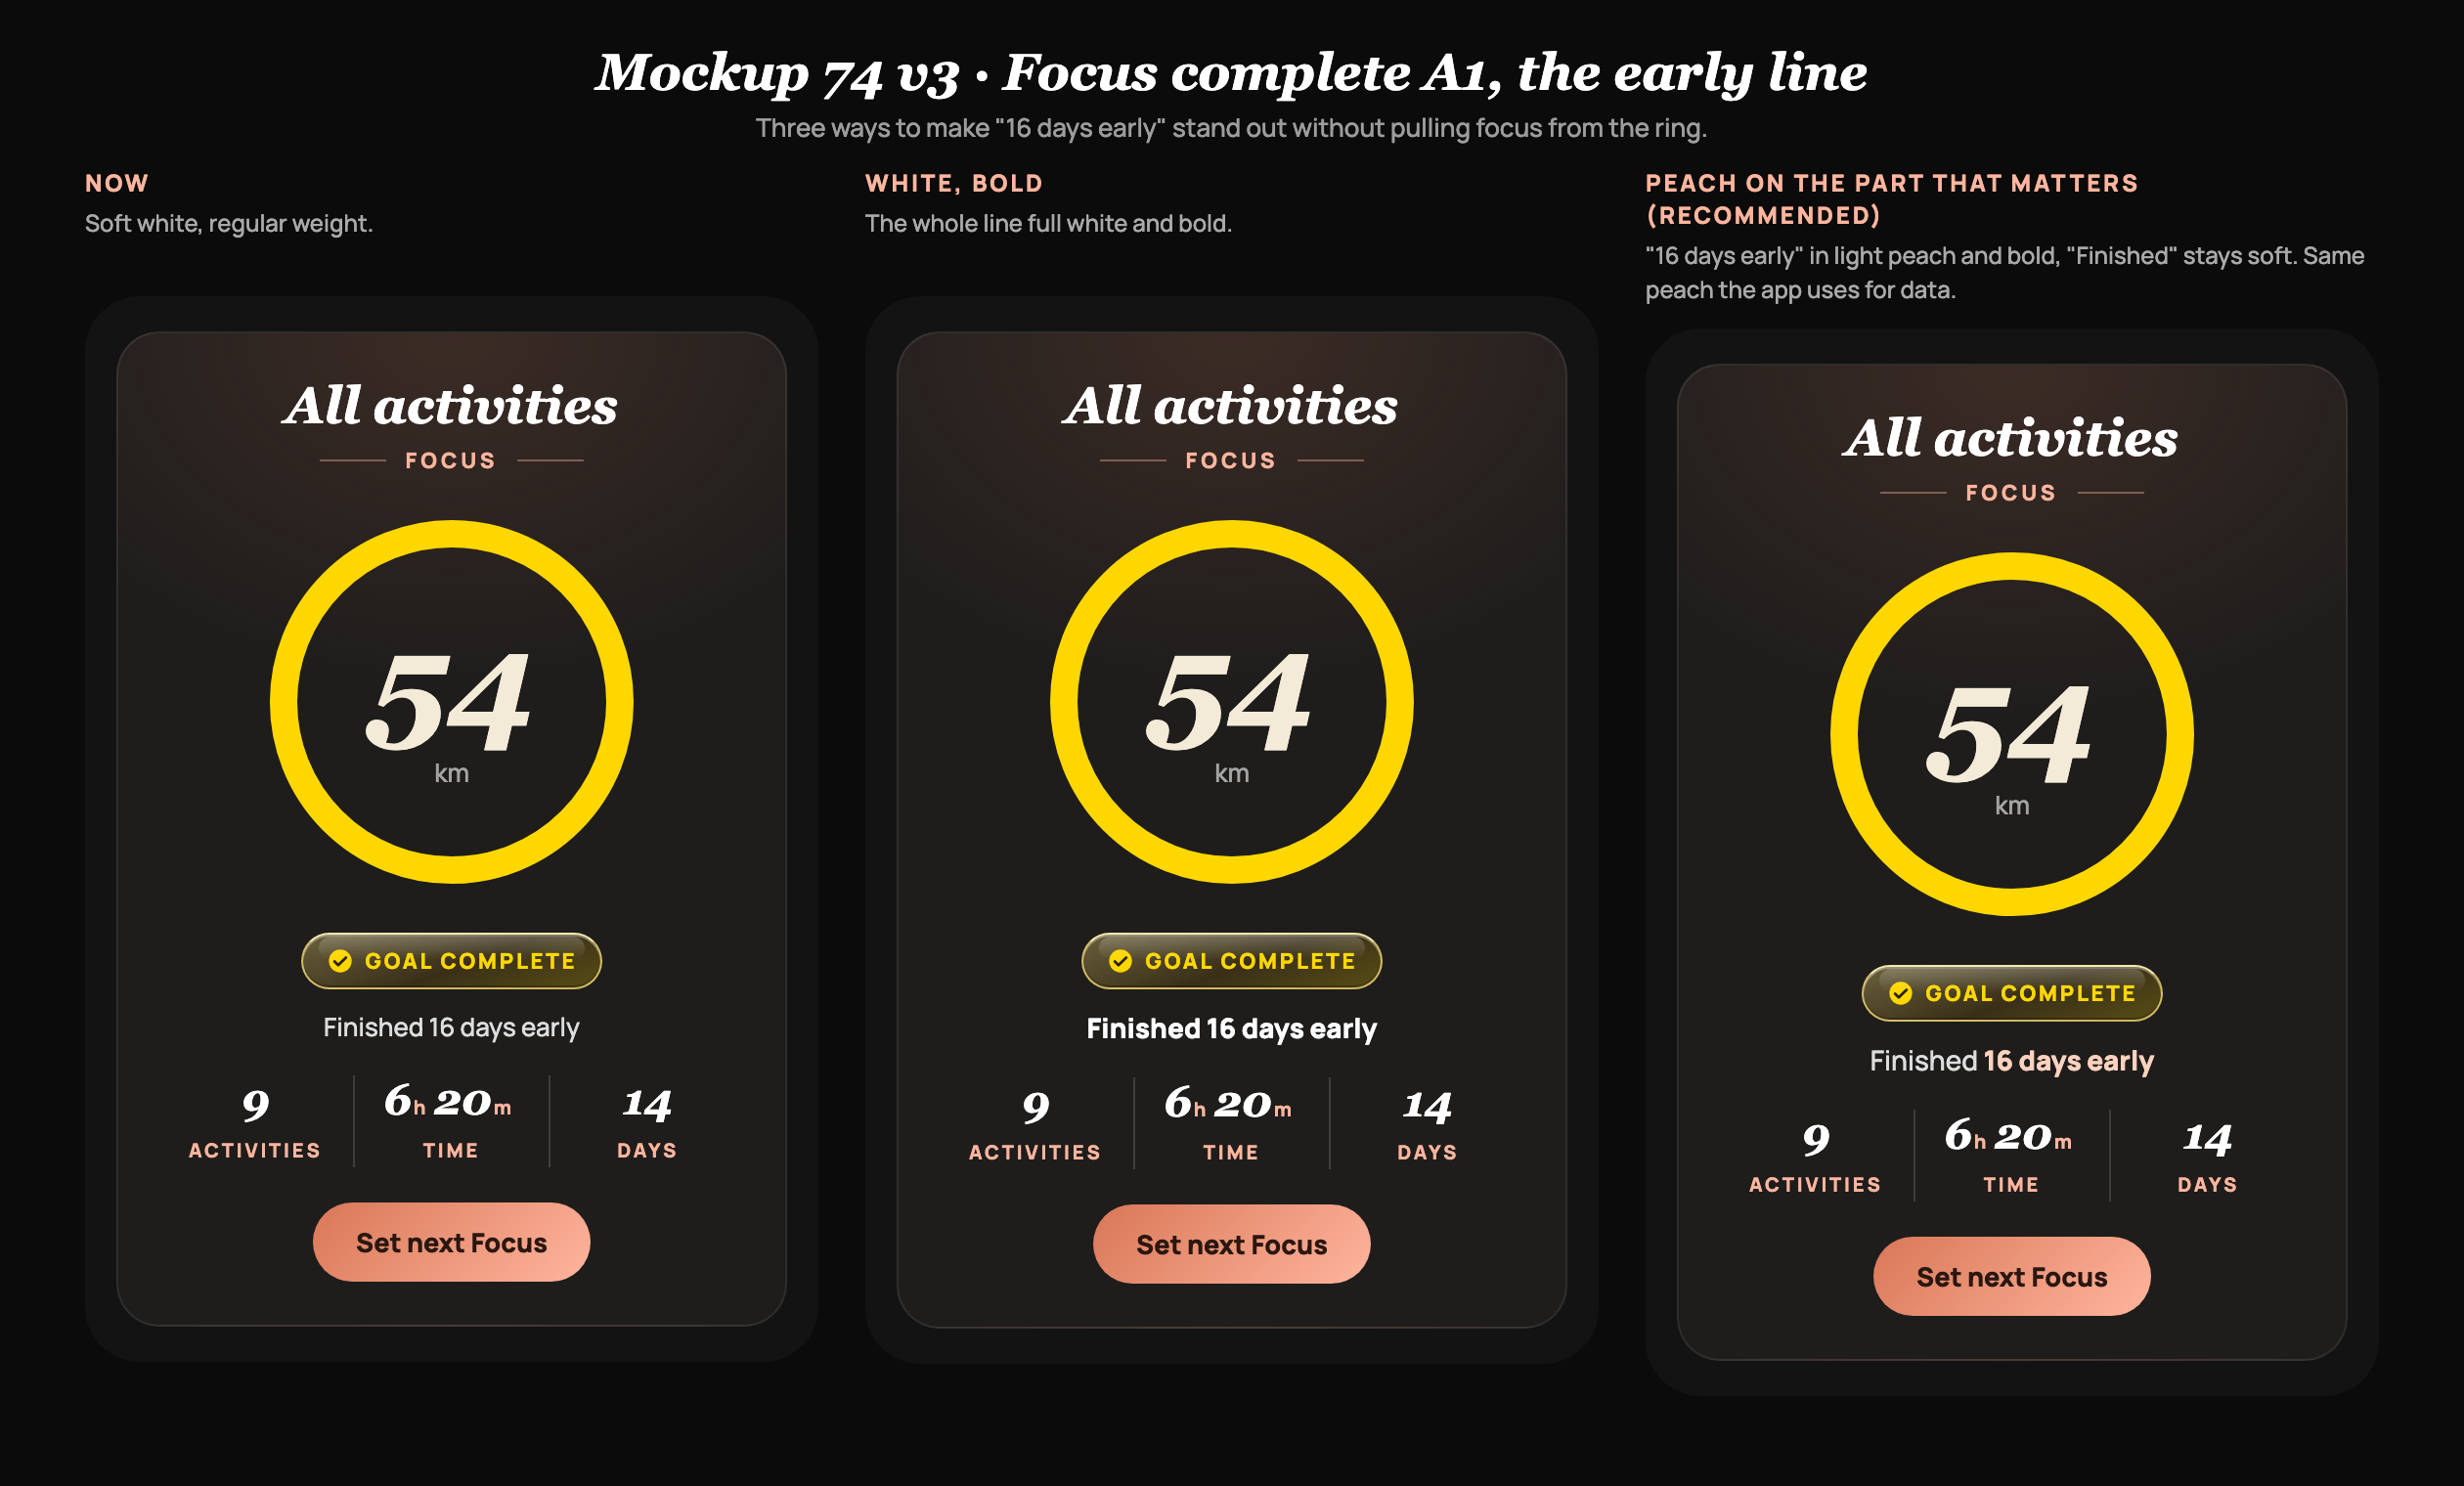 Mockup 74 v3 · Focus complete A1, the early line
Three ways to make "16 days early" stand out without pulling focus from the ring.
NOW
Soft white, regular weight.
All activities
FOCUS
54
km
GOAL COMPLETE
Finished 16 days early
9 6h 20m 14
ACTIVITIES TIME DAYS
Set next Focus
WHITE, BOLD
The whole line full white and bold.
All activities
FOCUS
54
km
GOAL COMPLETE
Finished 16 days early
9 6h 20m 14
ACTIVITIES TIME DAYS
Set next Focus
PEACH ON THE PART THAT MATTERS
(RECOMMENDED)
"16 days early" in light peach and bold, "Finished" stays soft. Same
peach the app uses for data.
All activities
FOCUS
54
km
GOAL COMPLETE
Finished 16 days early
9 6h 20m 14
ACTIVITIES TIME DAYS
Set next Focus